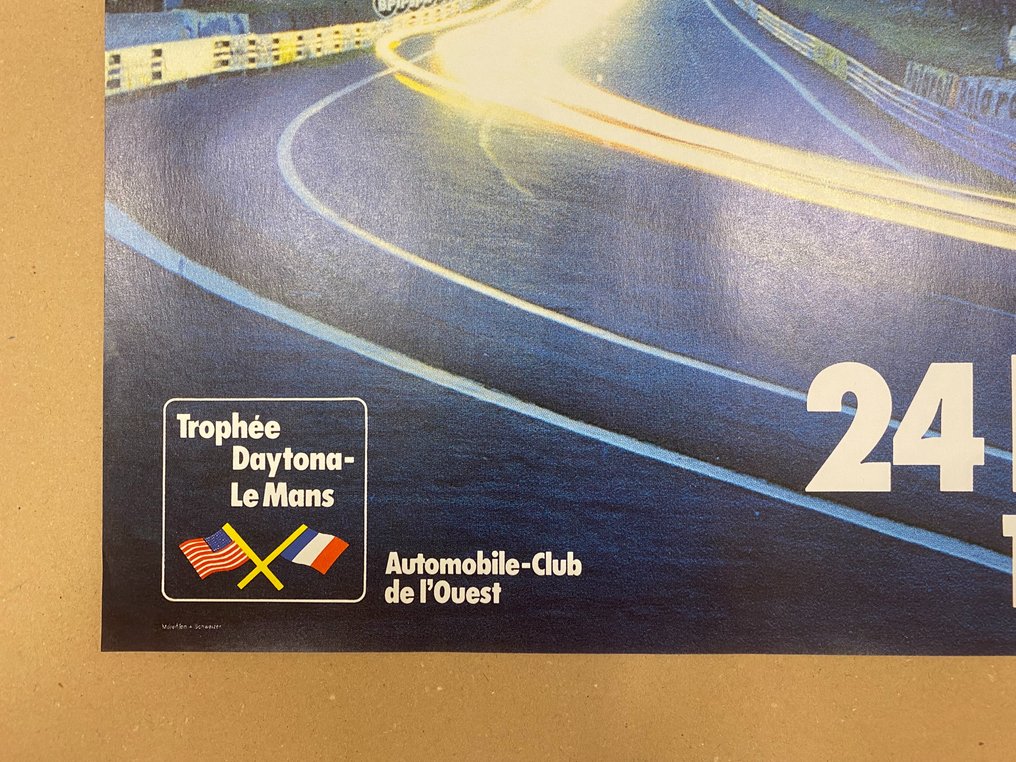 24
Trophée
Daytona-
Le Mans
Automobile-Club
de l'Ouest